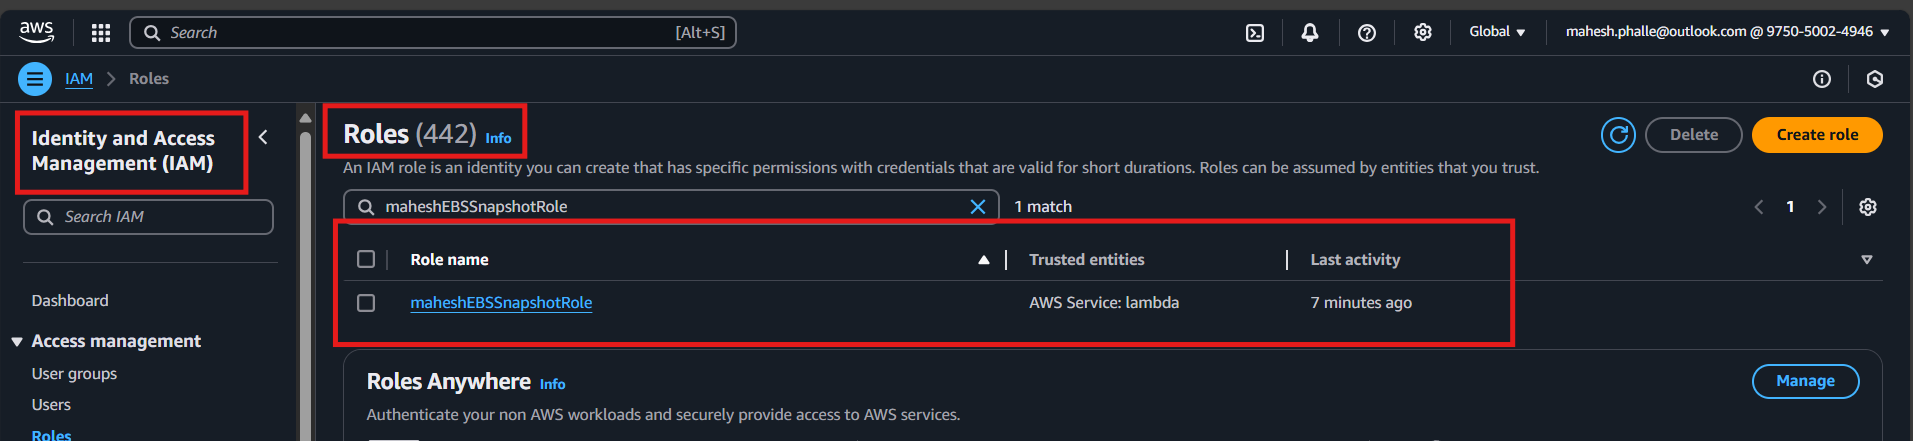 aws
Search [Alt+S]
Global mahesh.phalle@outlook.com @ 9750-5002-4946
IAM Roles
Identity and Access
Management (IAM)
Search IAM
Dashboard
Access management
User groups
Users
Roles
Roles (442) Info
Delete
Create role
An IAM role is an identity you can create that has specific permissions with credentials that are valid for short durations. Roles can be assumed by entities that you trust.
maheshEBSSnapshotRole
1 match
1
Role name Trusted entities Last activity
maheshEBSSnapshotRole AWS Service: lambda 7 minutes ago
Roles Anywhere Info
Manage
Authenticate your non AWS workloads and securely provide access to AWS services.